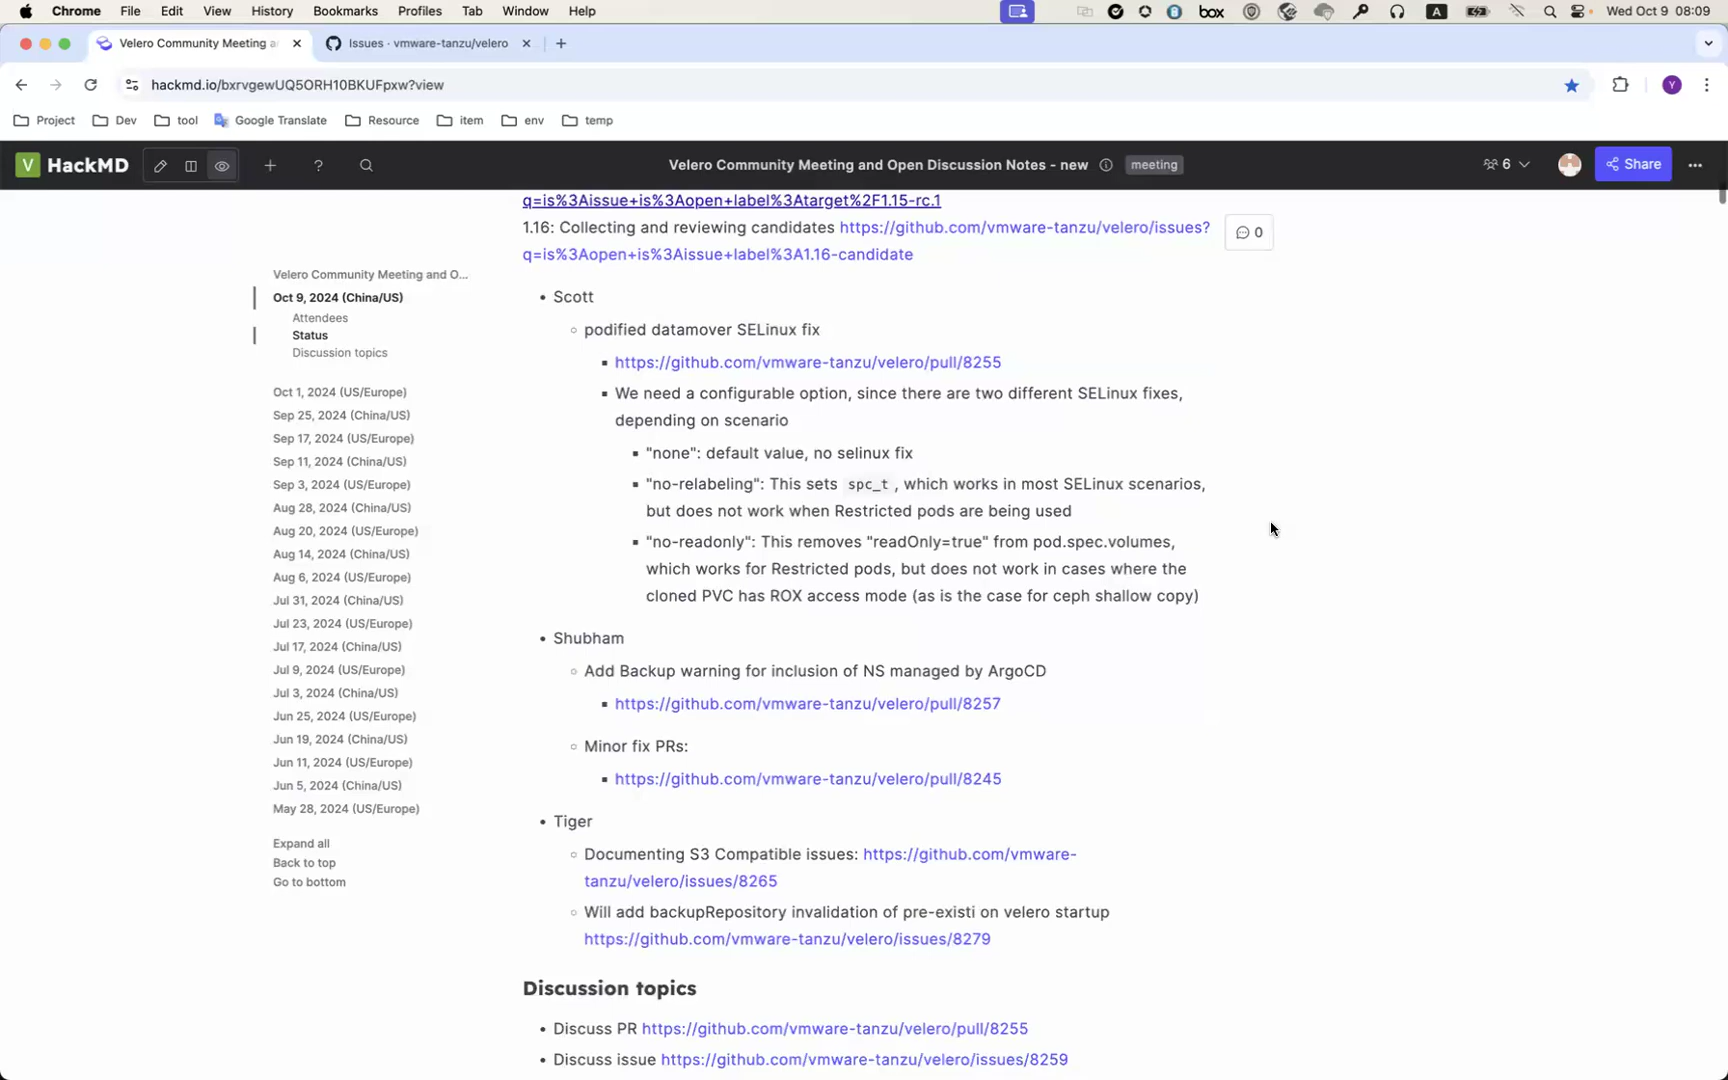 Chrome File Edit View History Bookmarks Profiles Tab Window Help box A Wed Oct 9 08:09
Velero Community Meeting a Issues · vmware-tanzu/velero
hackmd.io/bxrvgewUQ5ORH10BKUFpxw?view Y
Project Dev tool Google Translate Resource item env temp
V HackMD + ? Velero Community Meeting and Open Discussion Notes - new meeting 6 Share
q=is%3Aissue+is%3Aopen+label%3Atarget%2F1.15-rc.1
1.16: Collecting and reviewing candidates https://github.com/vmware-tanzu/velero/issues? 0
q=is%3Aopen+is%3Aissue+label%3A1.16-candidate
Velero Community Meeting and O...
Oct 9, 2024 (China/US)
Attendees
Status
Discussion topics
Oct 1, 2024 (US/Europe)
Sep 25, 2024 (China/US)
Sep 17, 2024 (US/Europe)
Sep 11, 2024 (China/US)
Sep 3, 2024 (US/Europe)
Aug 28, 2024 (China/US)
Aug 20, 2024 (US/Europe)
Aug 14, 2024 (China/US)
Aug 6, 2024 (US/Europe)
Jul 31, 2024 (China/US)
Jul 23, 2024 (US/Europe)
Jul 17, 2024 (China/US)
Jul 9, 2024 (US/Europe)
Jul 3, 2024 (China/US)
Jun 25, 2024 (US/Europe)
Jun 19, 2024 (China/US)
Jun 11, 2024 (US/Europe)
Jun 5, 2024 (China/US)
May 28, 2024 (US/Europe)
Expand all
Back to top
Go to bottom
• Scott
◦ podified datamover SELinux fix
▪ https://github.com/vmware-tanzu/velero/pull/8255
▪ We need a configurable option, since there are two different SELinux fixes,
depending on scenario
▪ "none": default value, no selinux fix
▪ "no-relabeling": This sets spc_t , which works in most SELinux scenarios,
but does not work when Restricted pods are being used
▪ "no-readonly": This removes "readOnly=true" from pod.spec.volumes,
which works for Restricted pods, but does not work in cases where the
cloned PVC has ROX access mode (as is the case for ceph shallow copy)
• Shubham
◦ Add Backup warning for inclusion of NS managed by ArgoCD
▪ https://github.com/vmware-tanzu/velero/pull/8257
◦ Minor fix PRs:
▪ https://github.com/vmware-tanzu/velero/pull/8245
• Tiger
◦ Documenting S3 Compatible issues: https://github.com/vmware-
tanzu/velero/issues/8265
◦ Will add backupRepository invalidation of pre-existi on velero startup
https://github.com/vmware-tanzu/velero/issues/8279
Discussion topics
• Discuss PR https://github.com/vmware-tanzu/velero/pull/8255
• Discuss issue https://github.com/vmware-tanzu/velero/issues/8259